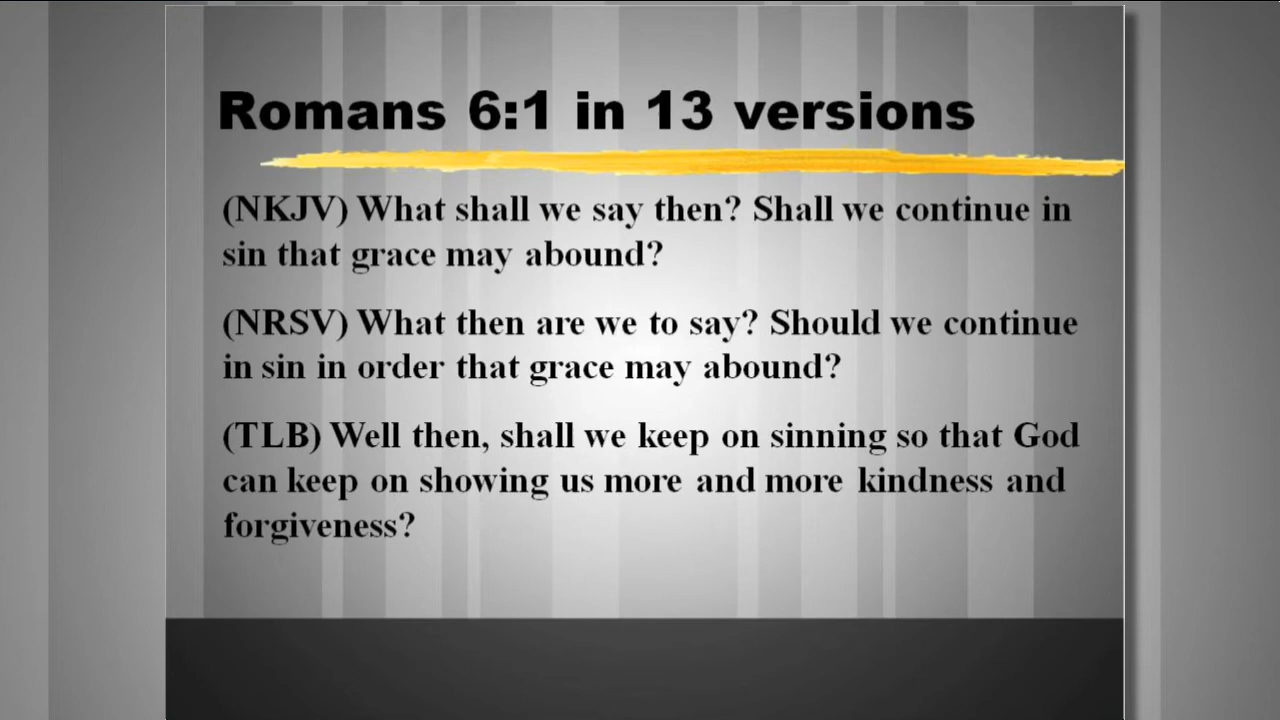 Romans 6:1 in 13 versions
(NKJV) What shall we say then? Shall we continue in
sin that grace may abound?
(NRSV) What then are we to say? Should we continue
in sin in order that grace may abound?
(TLB) Well then, shall we keep on sinning so that God
can keep on showing us more and more kindness and
forgiveness?